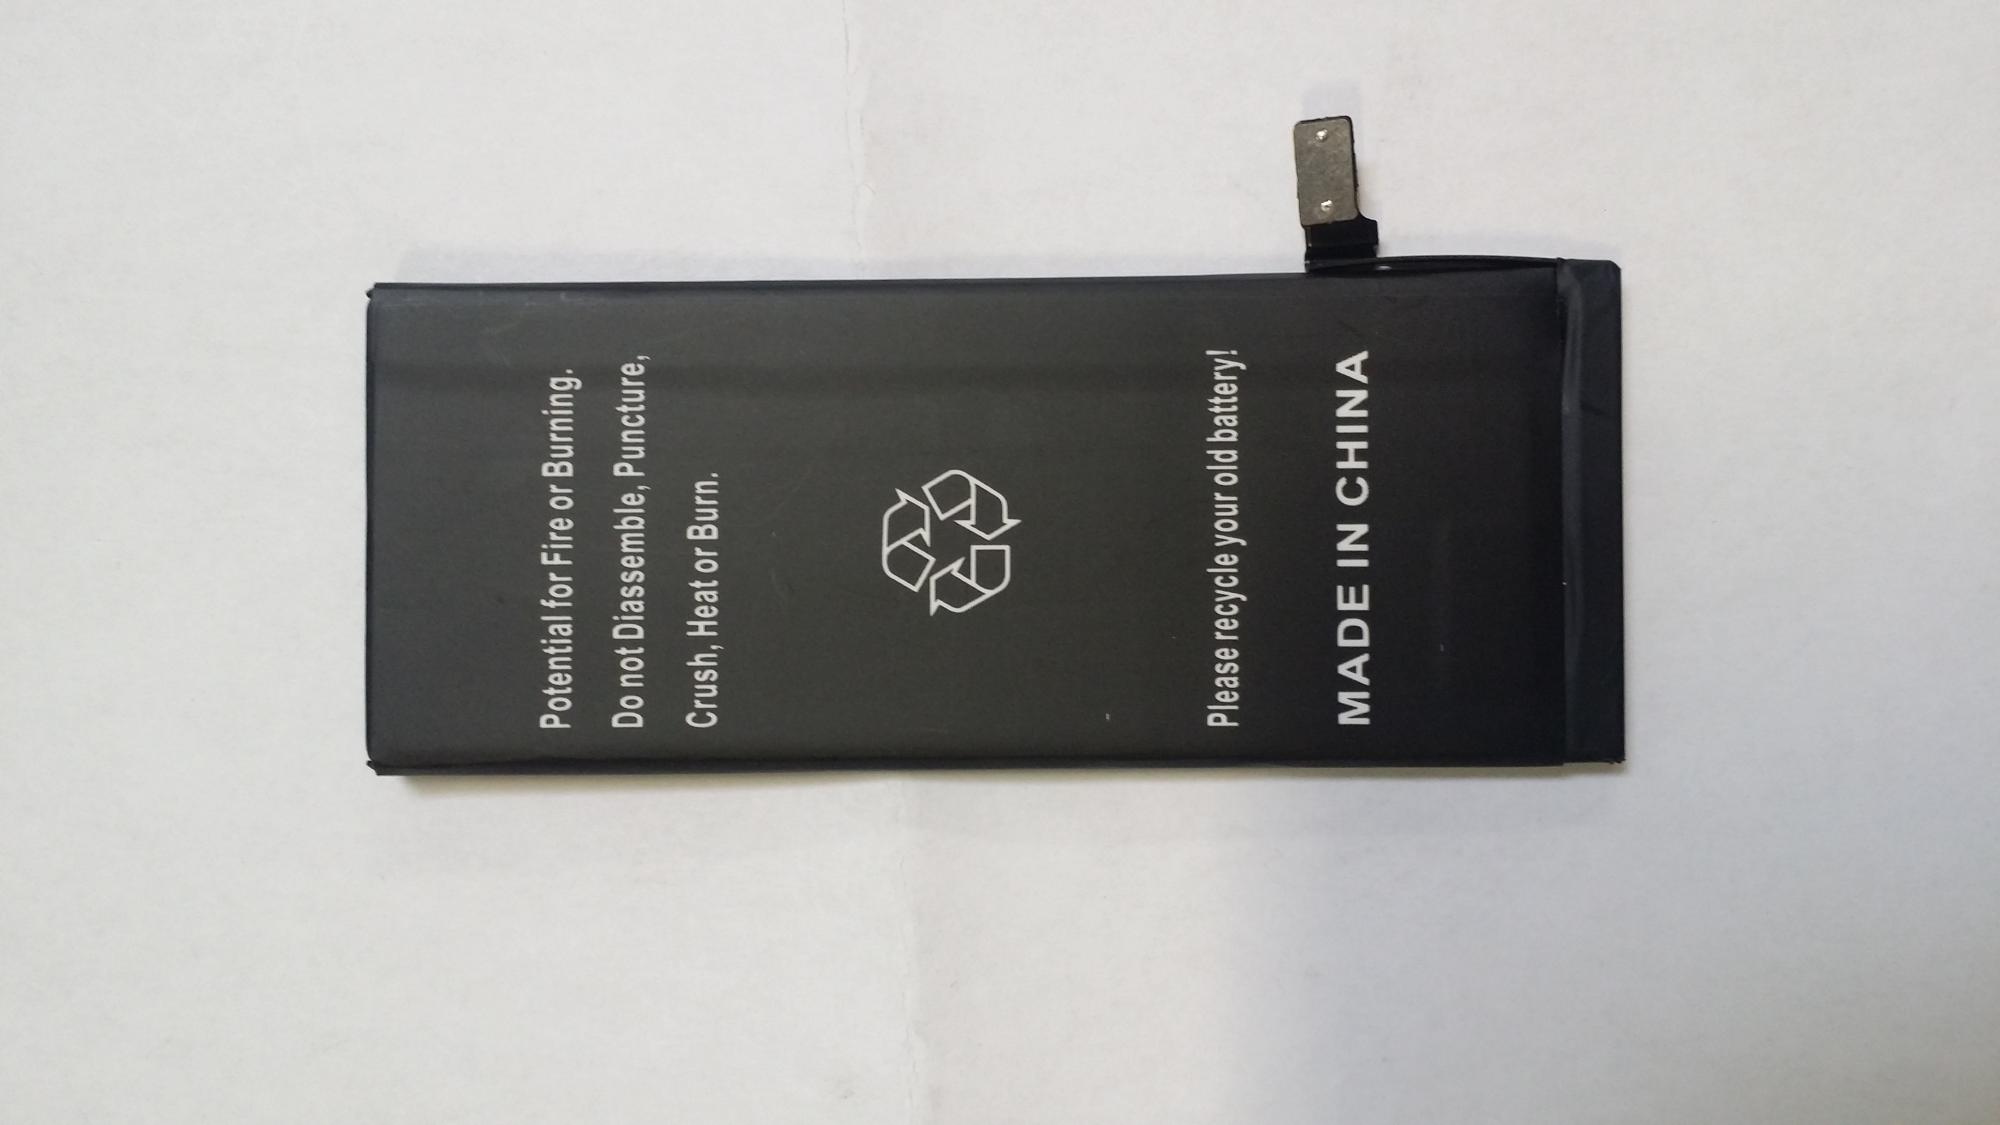 Potential for Fire or Burning.
Do not Diassemble, Puncture,
Crush, Heat or Burn.
Please recycle your old battery!
MADE IN CHINA